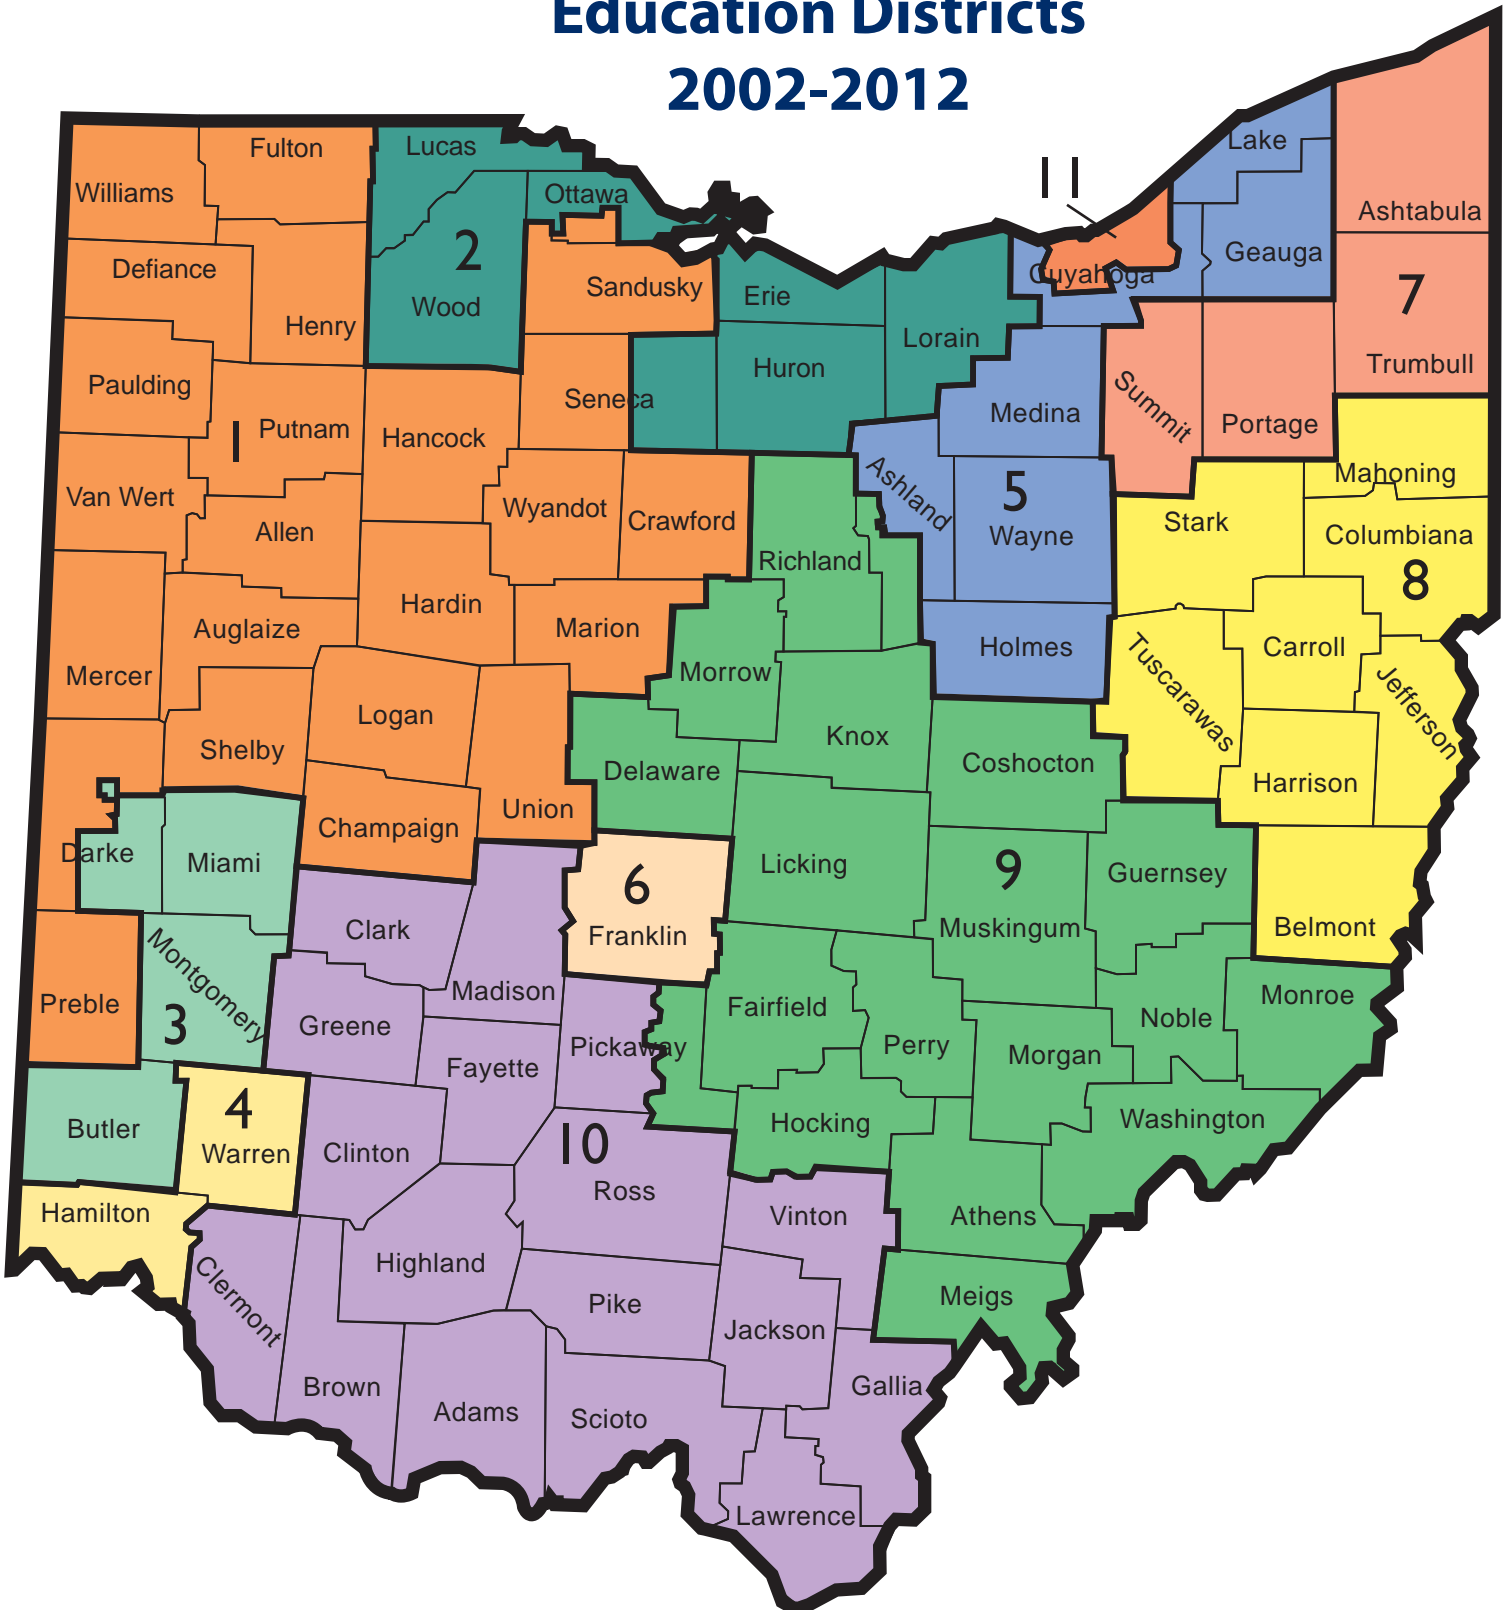 Education Districts
2002-2012
Lake
Fulton
Lucas
Williams
Ottawa
11
Ashtabula
Geauga
2
Defiance
Cuyahoga
Sandusky
Erie
7
Wood
Henry
Lorain
Trumbull
Huron
Paulding
Seneca
Summit
Medina
Portage
1
Putnam
Hancock
Mahoning
Ashland
5
Van Wert
Wyandot
Crawford
Stark
Allen
Wayne
Columbiana
Richland
8
Hardin
Auglaize
Marion
Holmes
Carroll
Mercer
Morrow
Tuscarawas
Jefferson
Logan
Knox
Shelby
Delaware
Coshocton
Harrison
Union
Champaign
Darke
Miami
Licking
9
Guernsey
6
Clark
Franklin
Muskingum
Belmont
Montgomery
Madison
Monroe
Preble
Fairfield
3
Greene
Noble
Pickaway
Perry
Morgan
Fayette
4
Butler
Hocking
Washington
Warren
Clinton
10
Ross
Hamilton
Vinton
Athens
Highland
Clermont
Meigs
Pike
Jackson
Brown
Gallia
Adams
Scioto
Lawrence